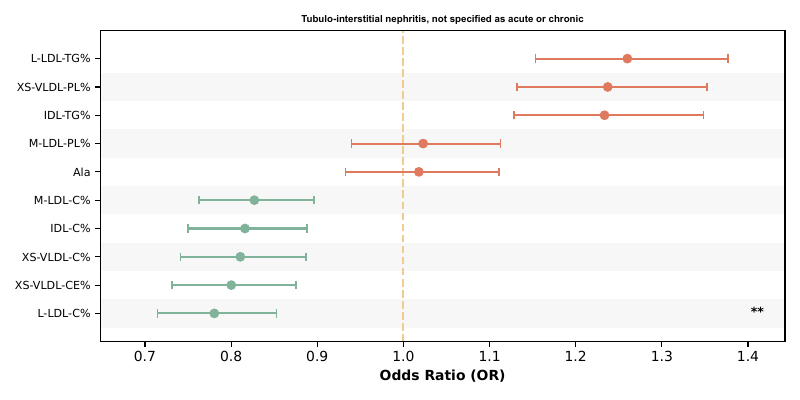 Tubulo-interstitial nephritis, not specified as acute or chronic
L-LDL-TG%
XS-VLDL-PL%
IDL-TG%
M-LDL-PL%
Ala
M-LDL-C%
IDL-C%
XS-VLDL-C%
XS-VLDL-CE%
L-LDL-C%
**
0.7 0.8 0.9 1.0 1.1 1.2 1.3 1.4
Odds Ratio (OR)